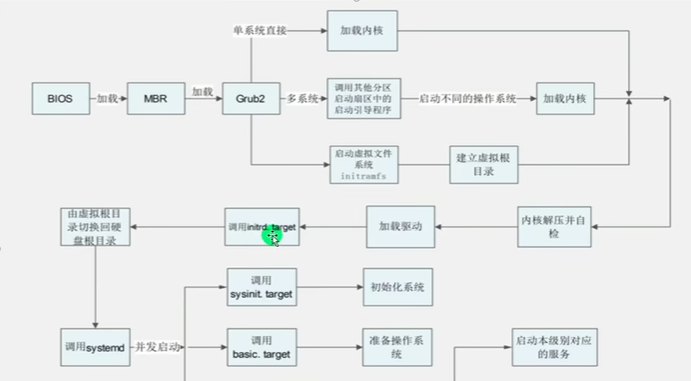 单系统直接
加载内核
BIOS
加载
MBR
加载
Grub2
多系统
调用其他分区
启动扇区中的
启动引导程序
启动不同的操作系统
加载内核
启动虚拟文件
系统
initramfs
建立虚拟根
目录
由虚拟根目
录切换回硬
盘根目录
调用initrd. target
加载驱动
内核解压并自
检
调用
sysinit. target
初始化系统
调用systemd
并发启动
调用
basic. target
准备操作系
统
启动本级别对应
的服务